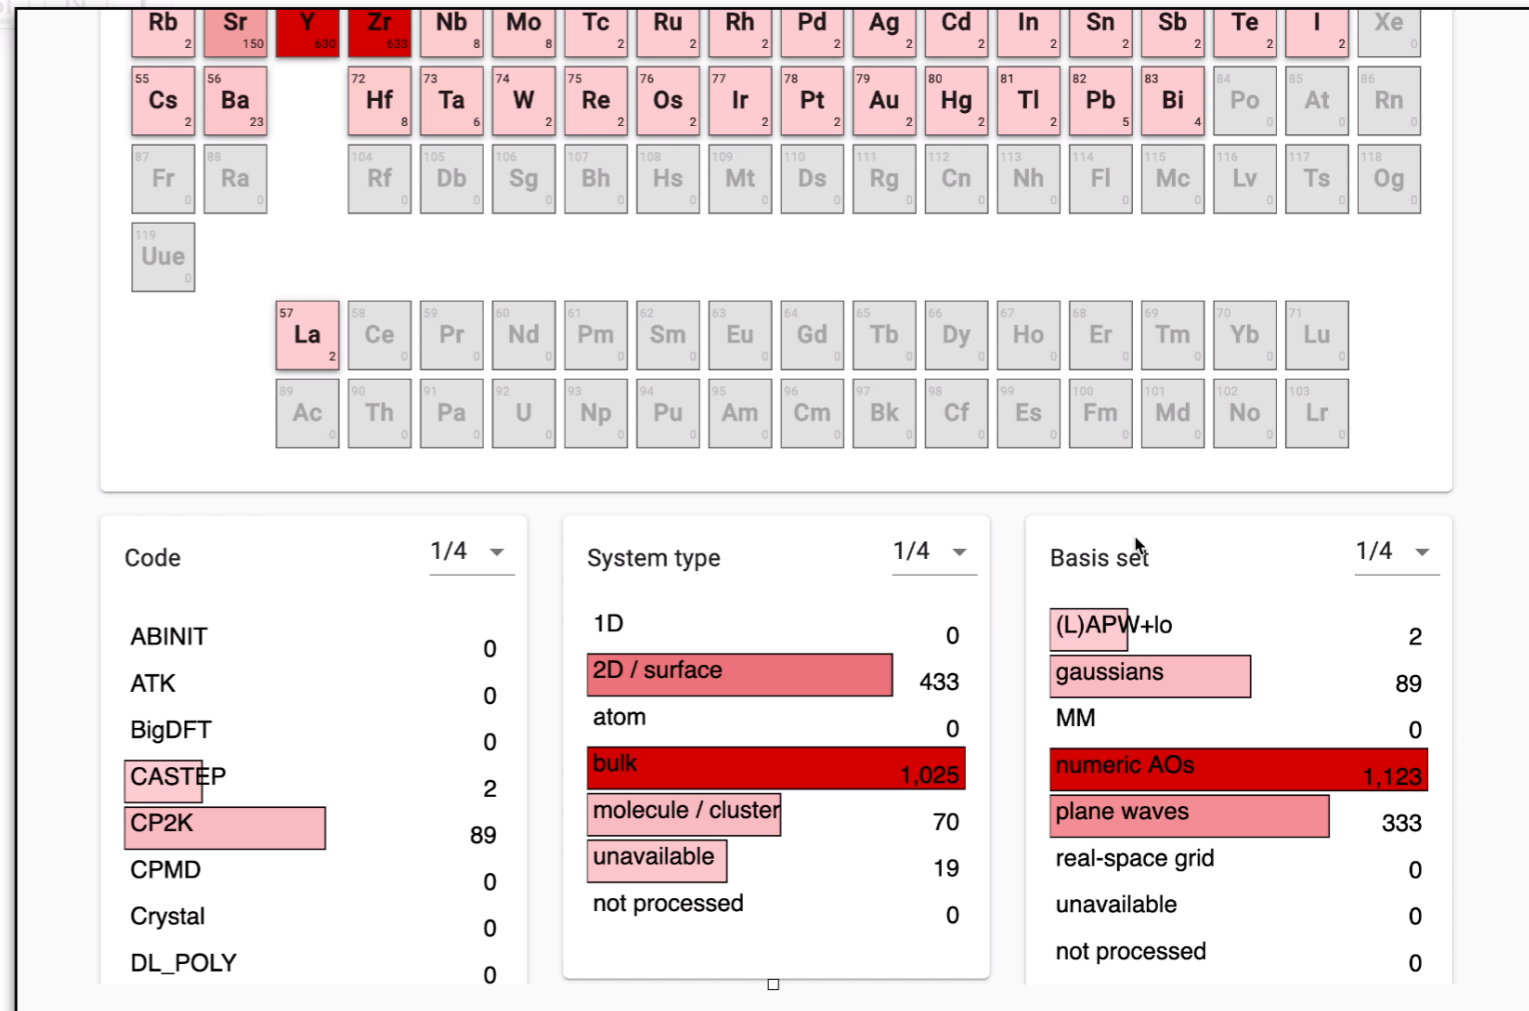 Rb Sr Y Zr Nb Mo Tc Ru Rh Pd Ag Cd In Sn Sb Te I Xe
2 150 630 633 8 8 2 2 2 2 2 2 2 2 2 2 2 0
55 56 72 73 74 75 76 77 78 79 80 81 82 83 84 85 86
Cs Ba Hf Ta W Re Os Ir Pt Au Hg Tl Pb Bi Po At Rn
2 23 8 6 2 2 2 2 2 2 2 2 5 4 0 0 0
87 88 104 105 106 107 108 109 110 111 112 113 114 115 116 117 118
Fr Ra Rf Db Sg Bh Hs Mt Ds Rg Cn Nh Fl Mc Lv Ts Og
0 0 0 0 0 0 0 0 0 0 0 0 0 0 0 0 0
119
Uue
0
57 58 59 60 61 62 63 64 65 66 67 68 69 70 71
La Ce Pr Nd Pm Sm Eu Gd Tb Dy Ho Er Tm Yb Lu
2 0 0 0 0 0 0 0 0 0 0 0 0 0 0
89 90 91 92 93 94 95 96 97 98 99 100 101 102 103
Ac Th Pa U Np Pu Am Cm Bk Cf Es Fm Md No Lr
0 0 0 0 0 0 0 0 0 0 0 0 0 0 0
Code 1/4
ABINIT 0
ATK 0
BigDFT 0
CASTEP 2
CP2K 89
CPMD 0
Crystal 0
DL_POLY 0
System type 1/4
1D 0
2D / surface 433
atom 0
bulk 1,025
molecule / cluster 70
unavailable 19
not processed 0
Basis set 1/4
(L)APW+lo 2
gaussians 89
MM 0
numeric AOs 1,123
plane waves 333
real-space grid 0
unavailable 0
not processed 0